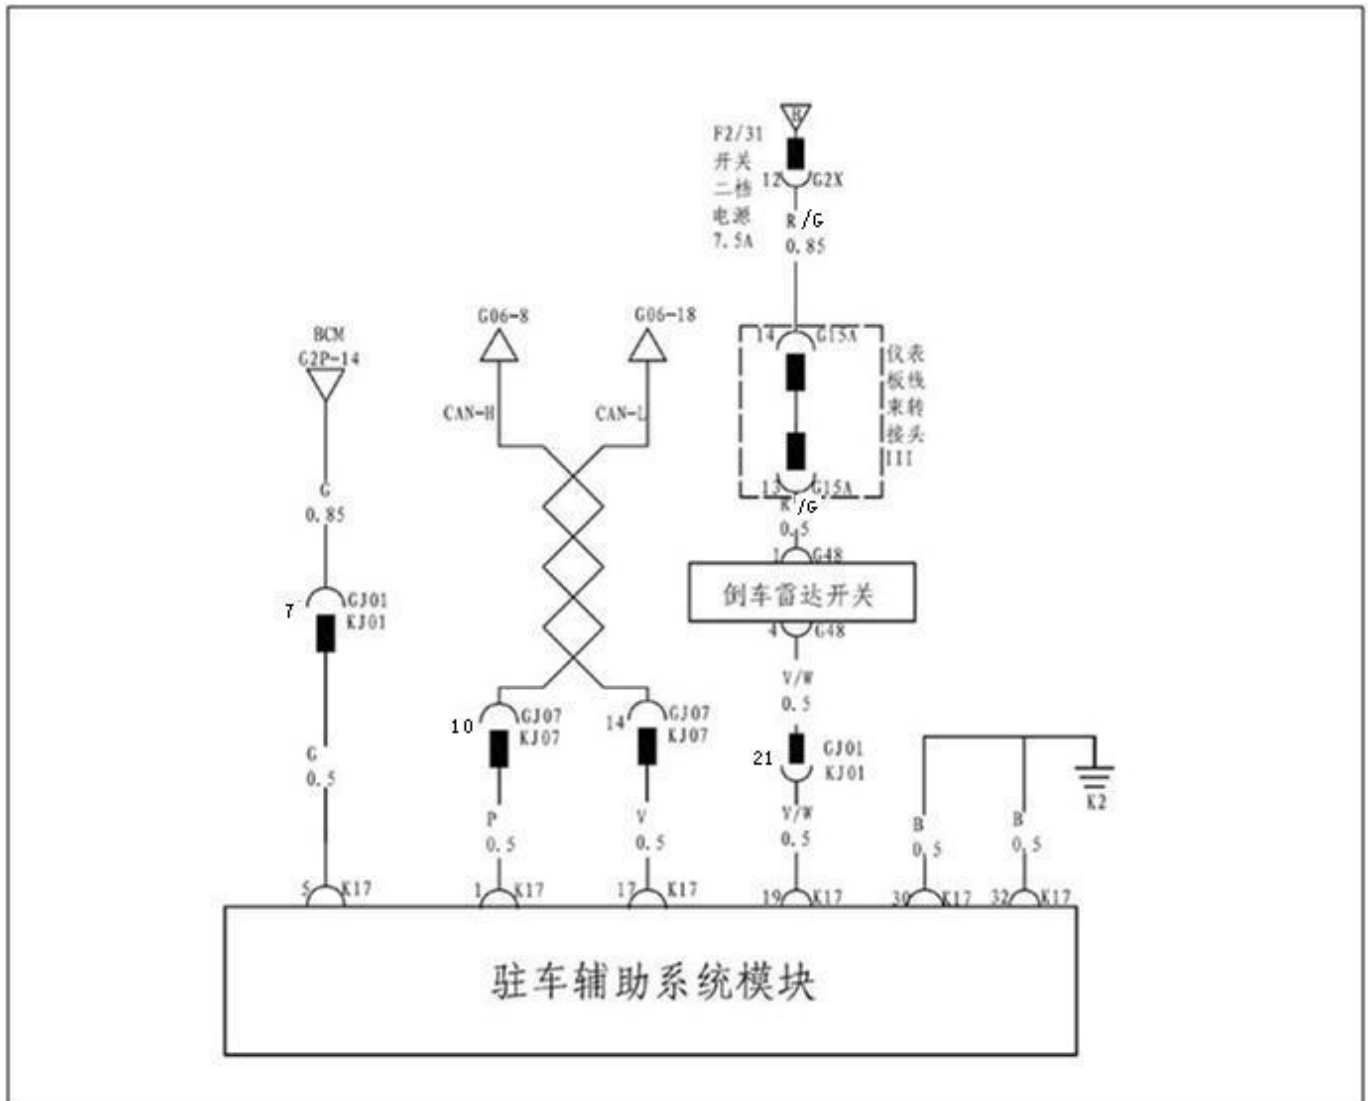 F2/31
开关
二档
电源
7.5A
12
G2X
R/G
0.85
BCM
G2P-14
G06-8
G06-18
CAN-H
CAN-L
14
G15A
仪表
板线
束转
接头
III
13
G15A
R/G
0.5
G
0.85
1
G48
倒车雷达开关
4
G48
7
GJ01
KJ01
V/W
0.5
10
GJ07
KJ07
14
GJ07
KJ07
21
GJ01
KJ01
K2
G
0.5
P
0.5
V
0.5
V/W
0.5
B
0.5
B
0.5
5
K17
1
K17
17
K17
19
K17
30
K17
32
K17
驻车辅助系统模块